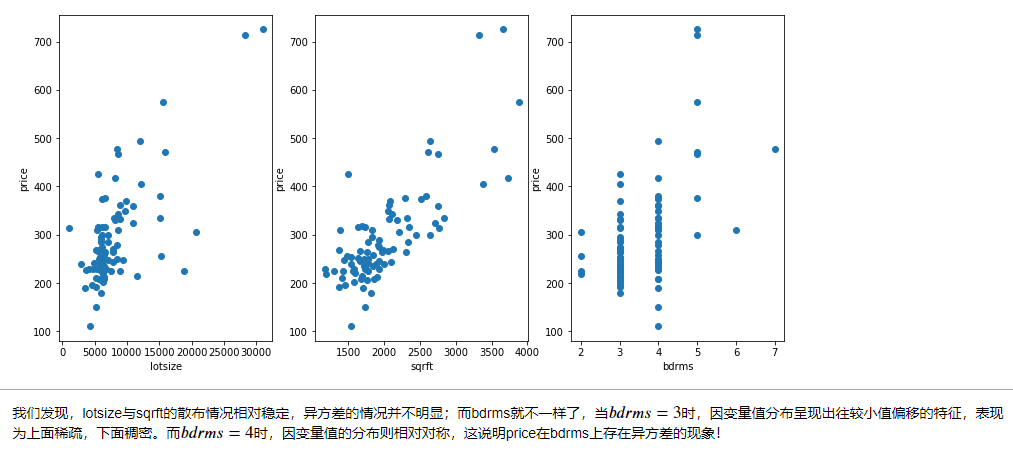 700
600
500
400
300
200
100
price
0 5000 10000 15000 20000 25000 30000
lotsize
700
600
500
400
300
200
100
price
1500 2000 2500 3000 3500 4000
sqrft
700
600
500
400
300
200
100
price
2 3 4 5 6 7
bdrms
我们发现，lotsize与sqrft的散布情况相对稳定，异方差的情况并不明显；而bdrms就不一样了，当bdrms = 3时，因变量值分布呈现出往较小值偏移的特征，表现
为上面稀疏，下面稠密。而bdrms = 4时，因变量值的分布则相对对称，这说明price在bdrms上存在异方差的现象！